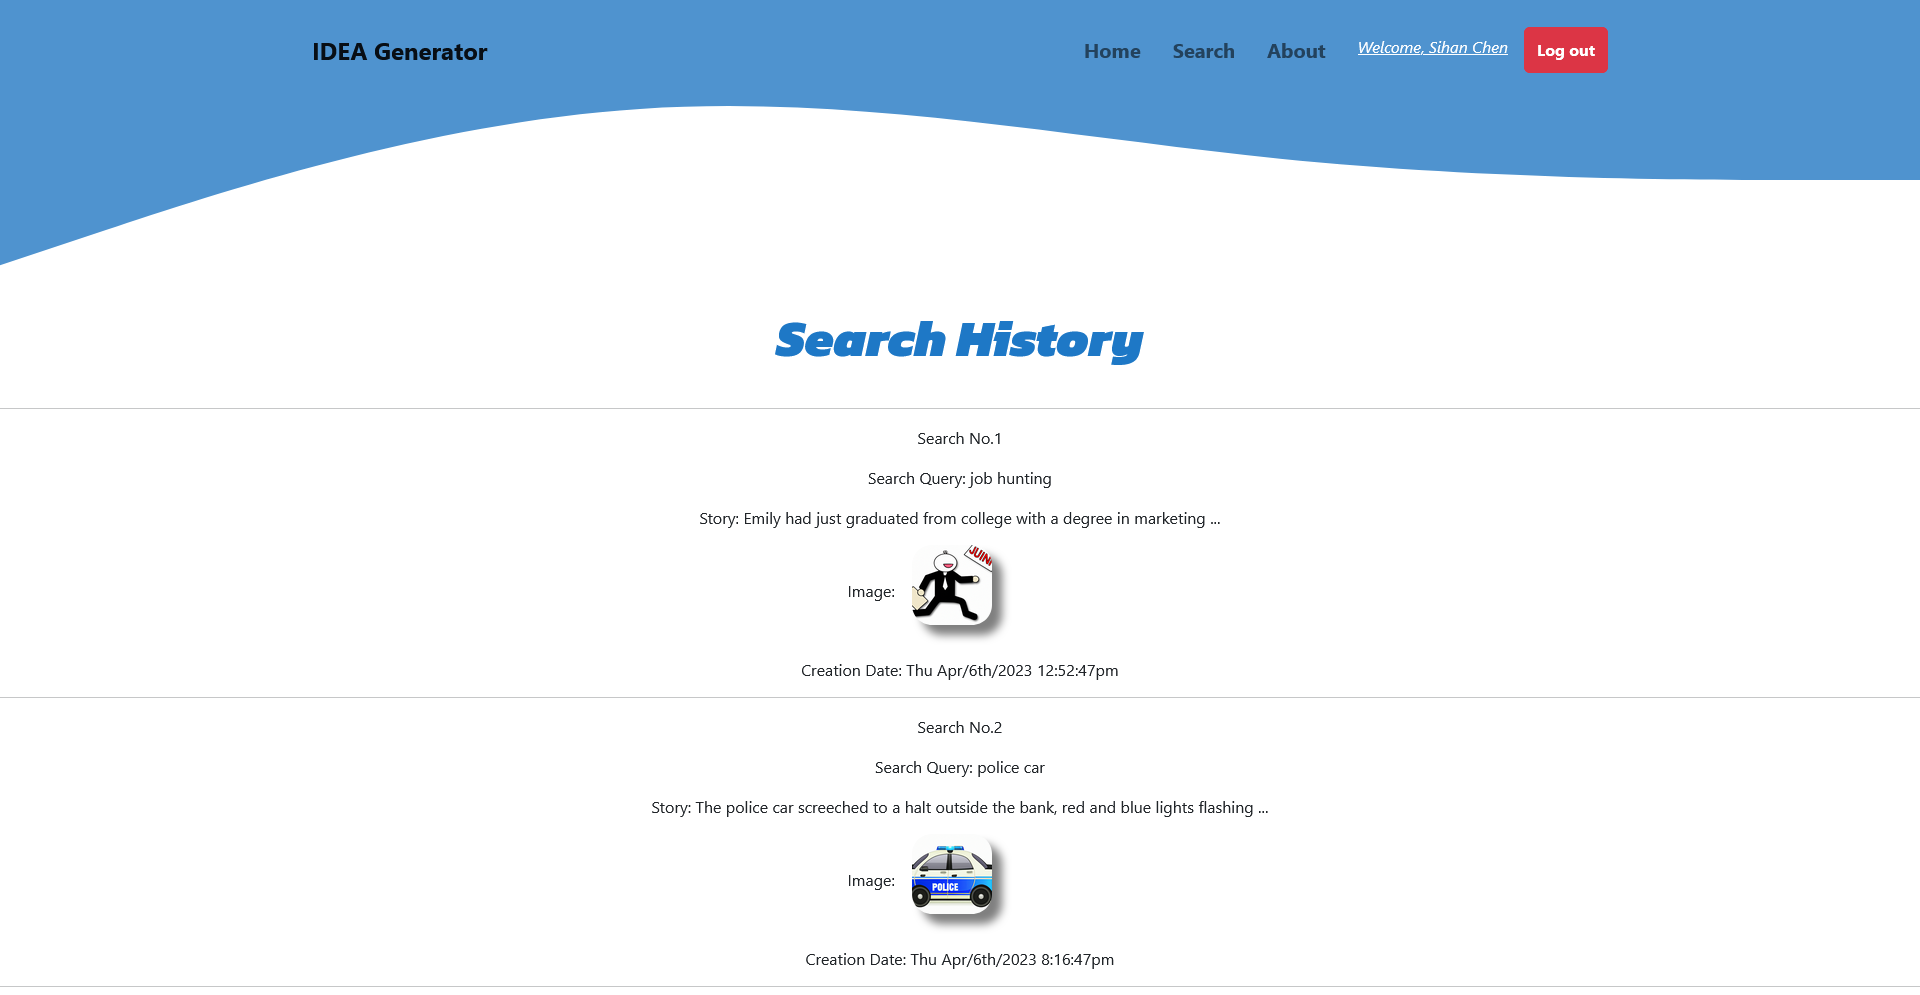 IDEA Generator
Home Search About Welcome, Sihan Chen Log out
Search History
Search No.1
Search Query: job hunting
Story: Emily had just graduated from college with a degree in marketing ...
Image:
Creation Date: Thu Apr/6th/2023 12:52:47pm
Search No.2
Search Query: police car
Story: The police car screeched to a halt outside the bank, red and blue lights flashing ...
Image:
POLICE
Creation Date: Thu Apr/6th/2023 8:16:47pm